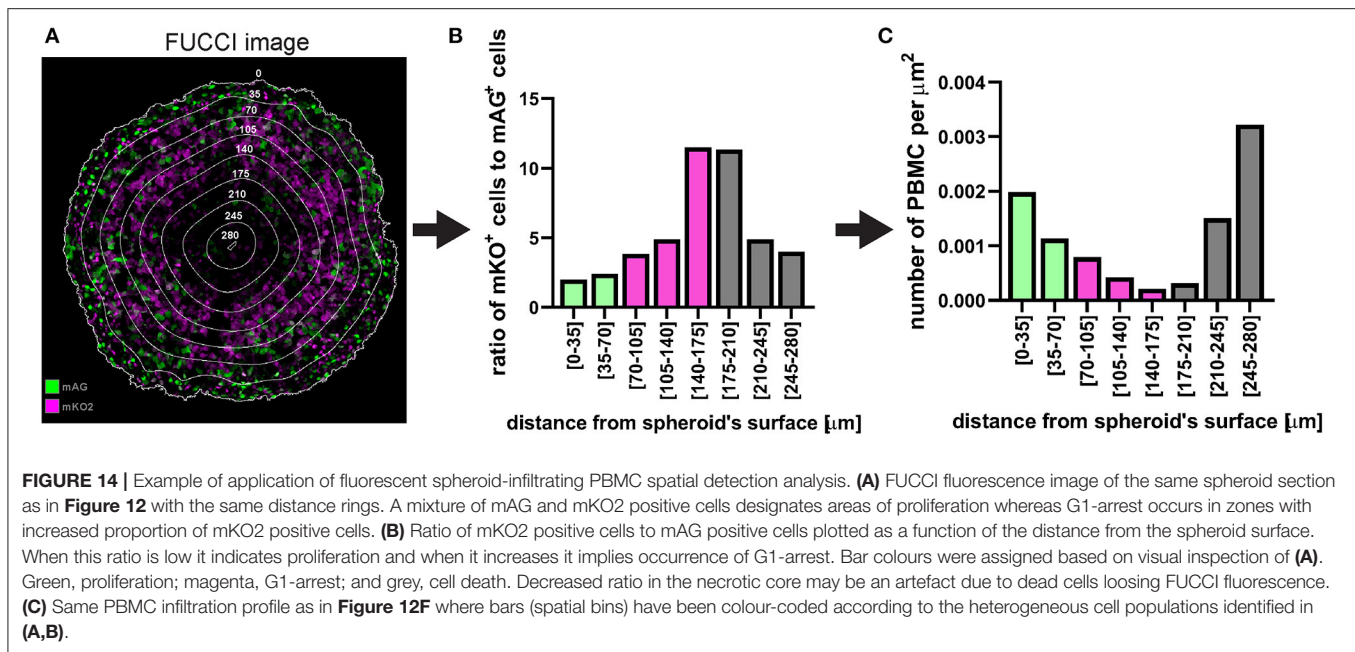 A
FUCCI image
0
35
70
105
140
175
210
245
280
mAG
mKO2
B
ratio of mKO⁺ cells to mAG⁺ cells
15
10
5
0
[0-35]
[35-70]
[70-105]
[105-140]
[140-175]
[175-210]
[210-245]
[245-280]
distance from spheroid's surface [μm]
C
number of PBMC per μm²
0.004
0.003
0.002
0.001
0.000
[0-35]
[35-70]
[70-105]
[105-140]
[140-175]
[175-210]
[210-245]
[245-280]
distance from spheroid's surface [μm]
FIGURE 14 | Example of application of fluorescent spheroid-infiltrating PBMC spatial detection analysis. (A) FUCCI fluorescence image of the same spheroid section
as in Figure 12 with the same distance rings. A mixture of mAG and mKO2 positive cells designates areas of proliferation whereas G1-arrest occurs in zones with
increased proportion of mKO2 positive cells. (B) Ratio of mKO2 positive cells to mAG positive cells plotted as a function of the distance from the spheroid surface.
When this ratio is low it indicates proliferation and when it increases it implies occurrence of G1-arrest. Bar colours were assigned based on visual inspection of (A).
Green, proliferation; magenta, G1-arrest; and grey, cell death. Decreased ratio in the necrotic core may be an artefact due to dead cells loosing FUCCI fluorescence.
(C) Same PBMC infiltration profile as in Figure 12F where bars (spatial bins) have been colour-coded according to the heterogeneous cell populations identified in
(A,B).